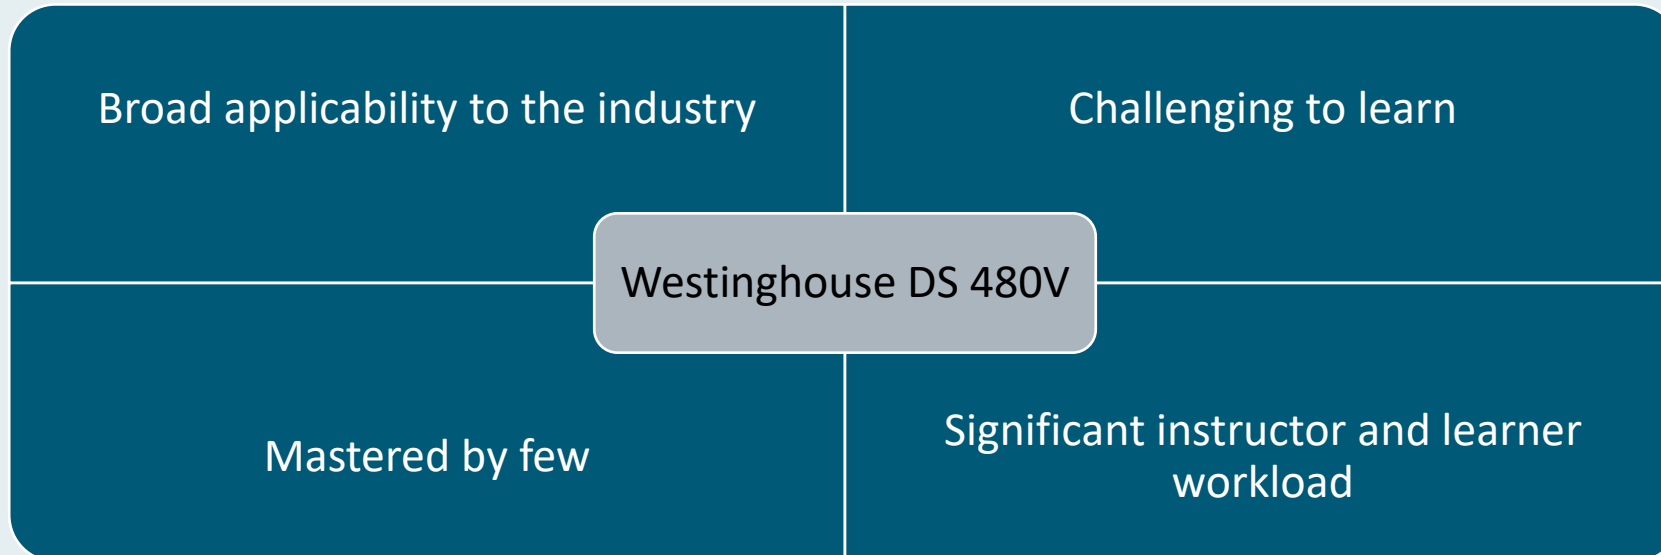 Broad applicability to the industry
Challenging to learn
Westinghouse DS 480V
Mastered by few
Significant instructor and learner
workload